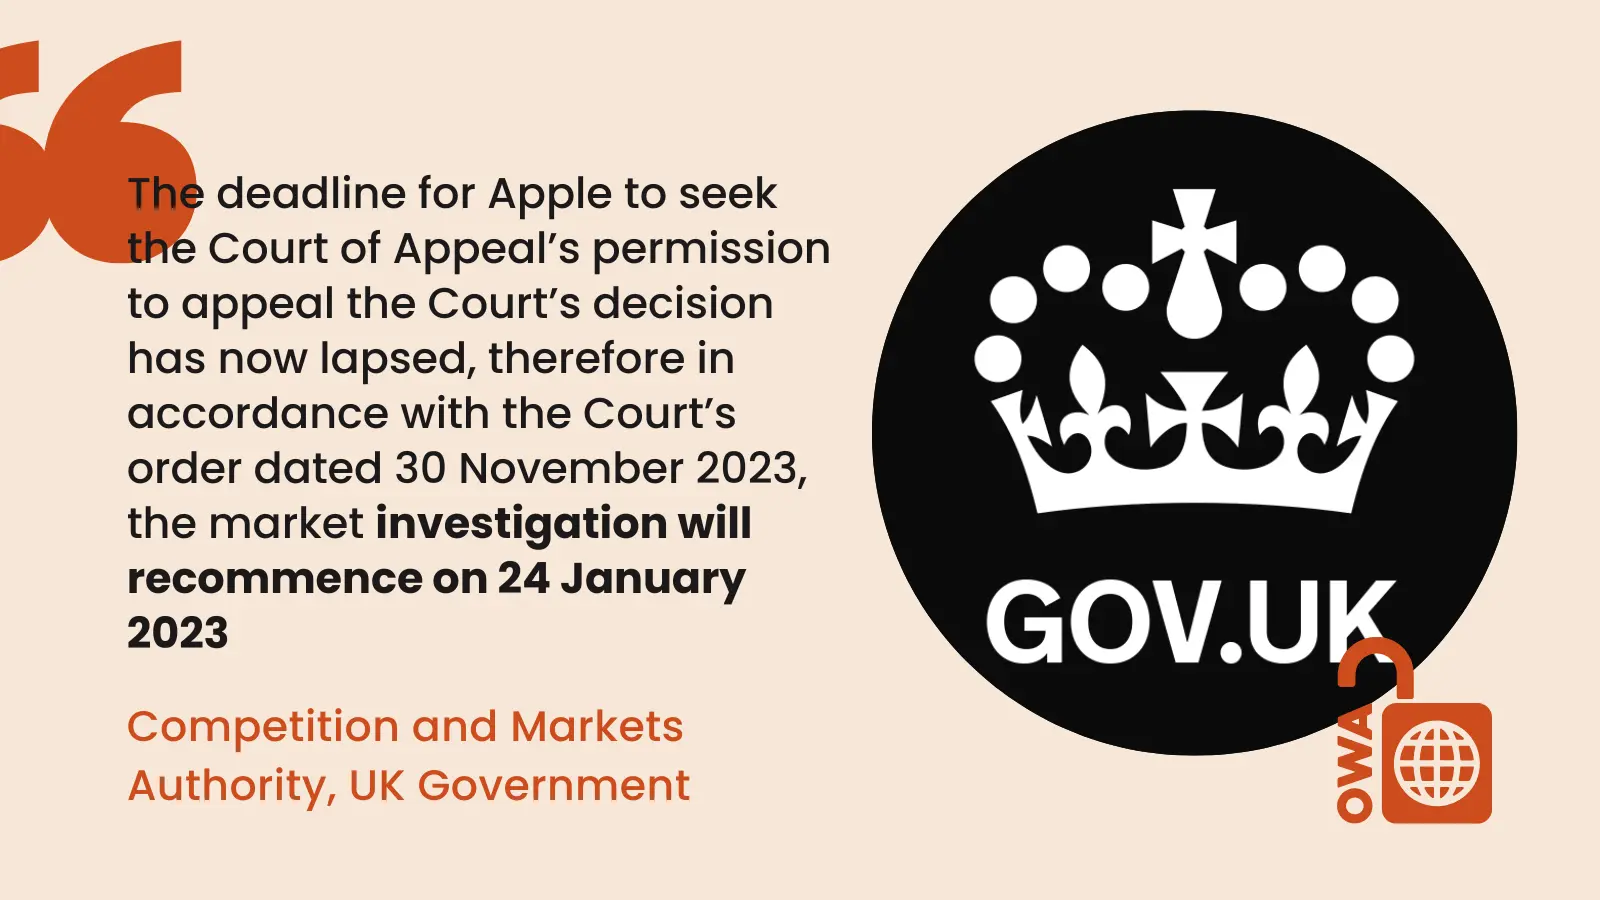 The deadline for Apple to seek
the Court of Appeal’s permission
to appeal the Court’s decision
has now lapsed, therefore in
accordance with the Court’s
order dated 30 November 2023,
the market investigation will
recommence on 24 January
2023
Competition and Markets
Authority, UK Government
GOV.UK
OWA